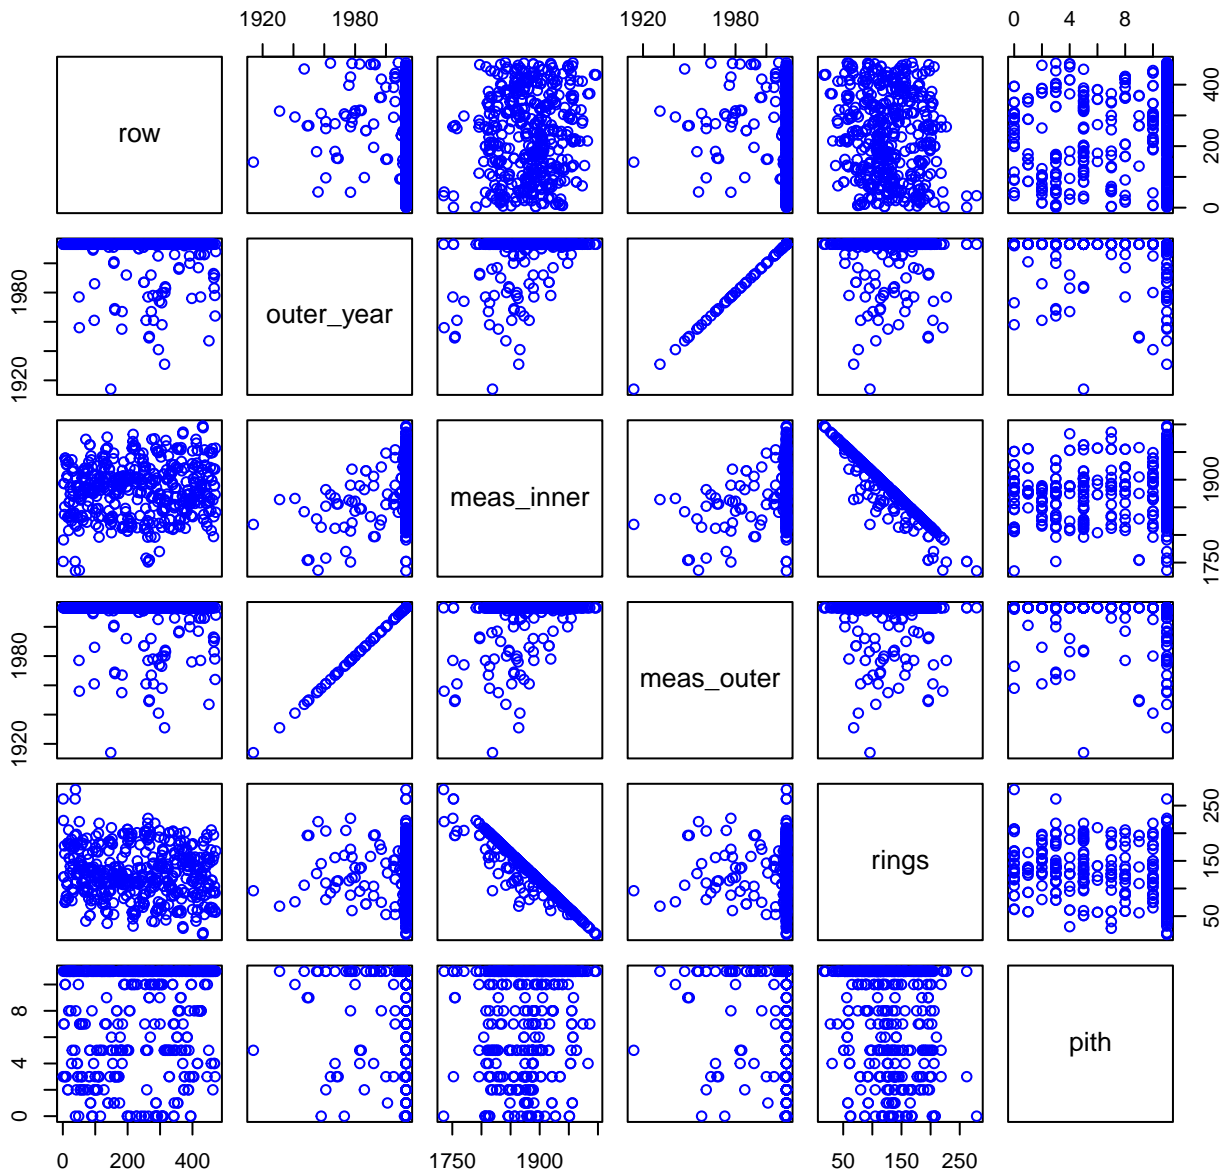 1920 1980 1920 1980 0 4 8
row 0 200 400
1920 1980 outer_year
meas_inner 1750 1900
1920 1980 meas_outer
rings 50 150 250
0 4 8 pith
0 200 400 1750 1900 50 150 250